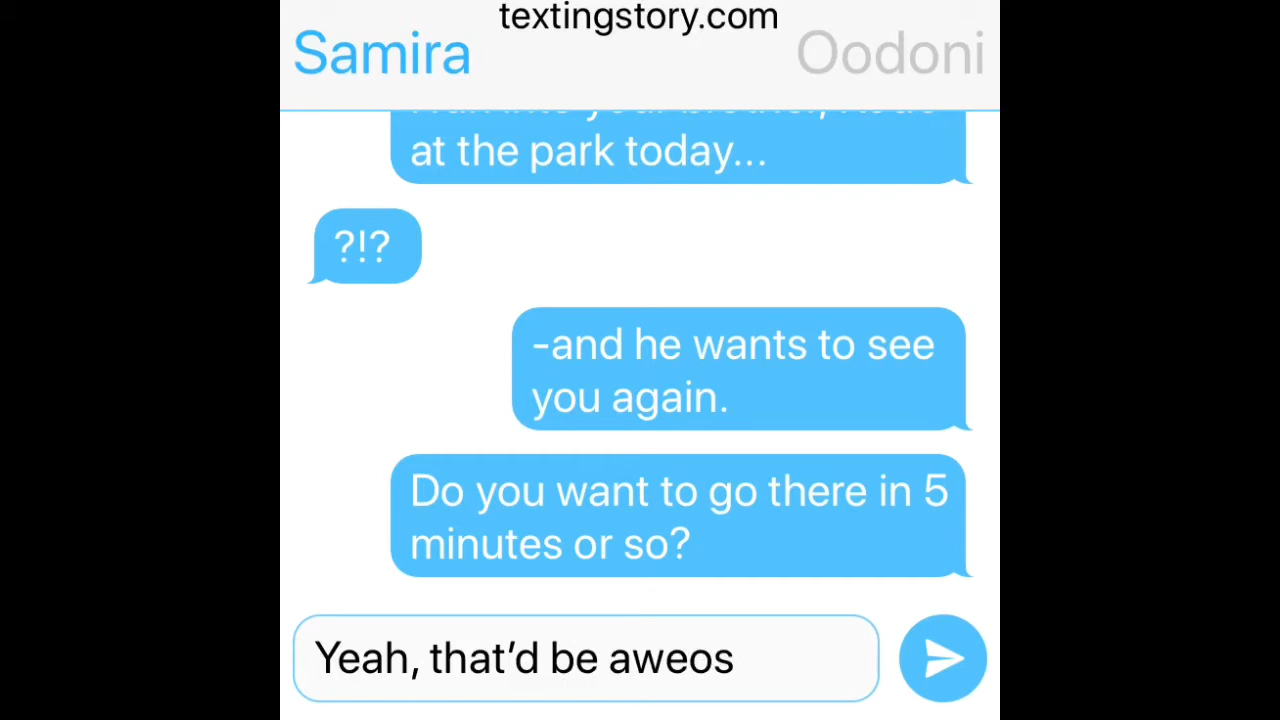 textingstory.com
Samira
Oodoni
at the park today...
?!?
-and he wants to see
you again.
Do you want to go there in 5
minutes or so?
Yeah, that’d be aweos